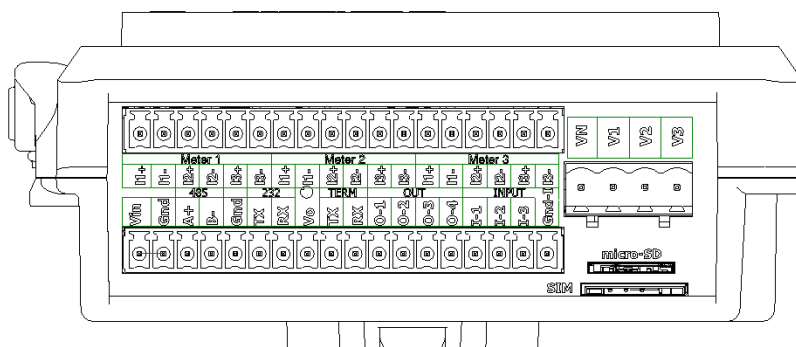 VN V1 V2 V3
Meter 1 Meter 2 Meter 3
i1+ i1- i2+ i2- i3+ i3- i1+ i1- i2+ i2- i3+ i3- i1+ i1- i2+ i2- i3+ i3-
485 232 TERM OUT INPUT
Vin Gnd A+ B- Gnd TX RX Vo TX RX O-1 O-2 O-3 O-4 I-1 I-2 I-3 Gnd-I
micro-SD
SIM